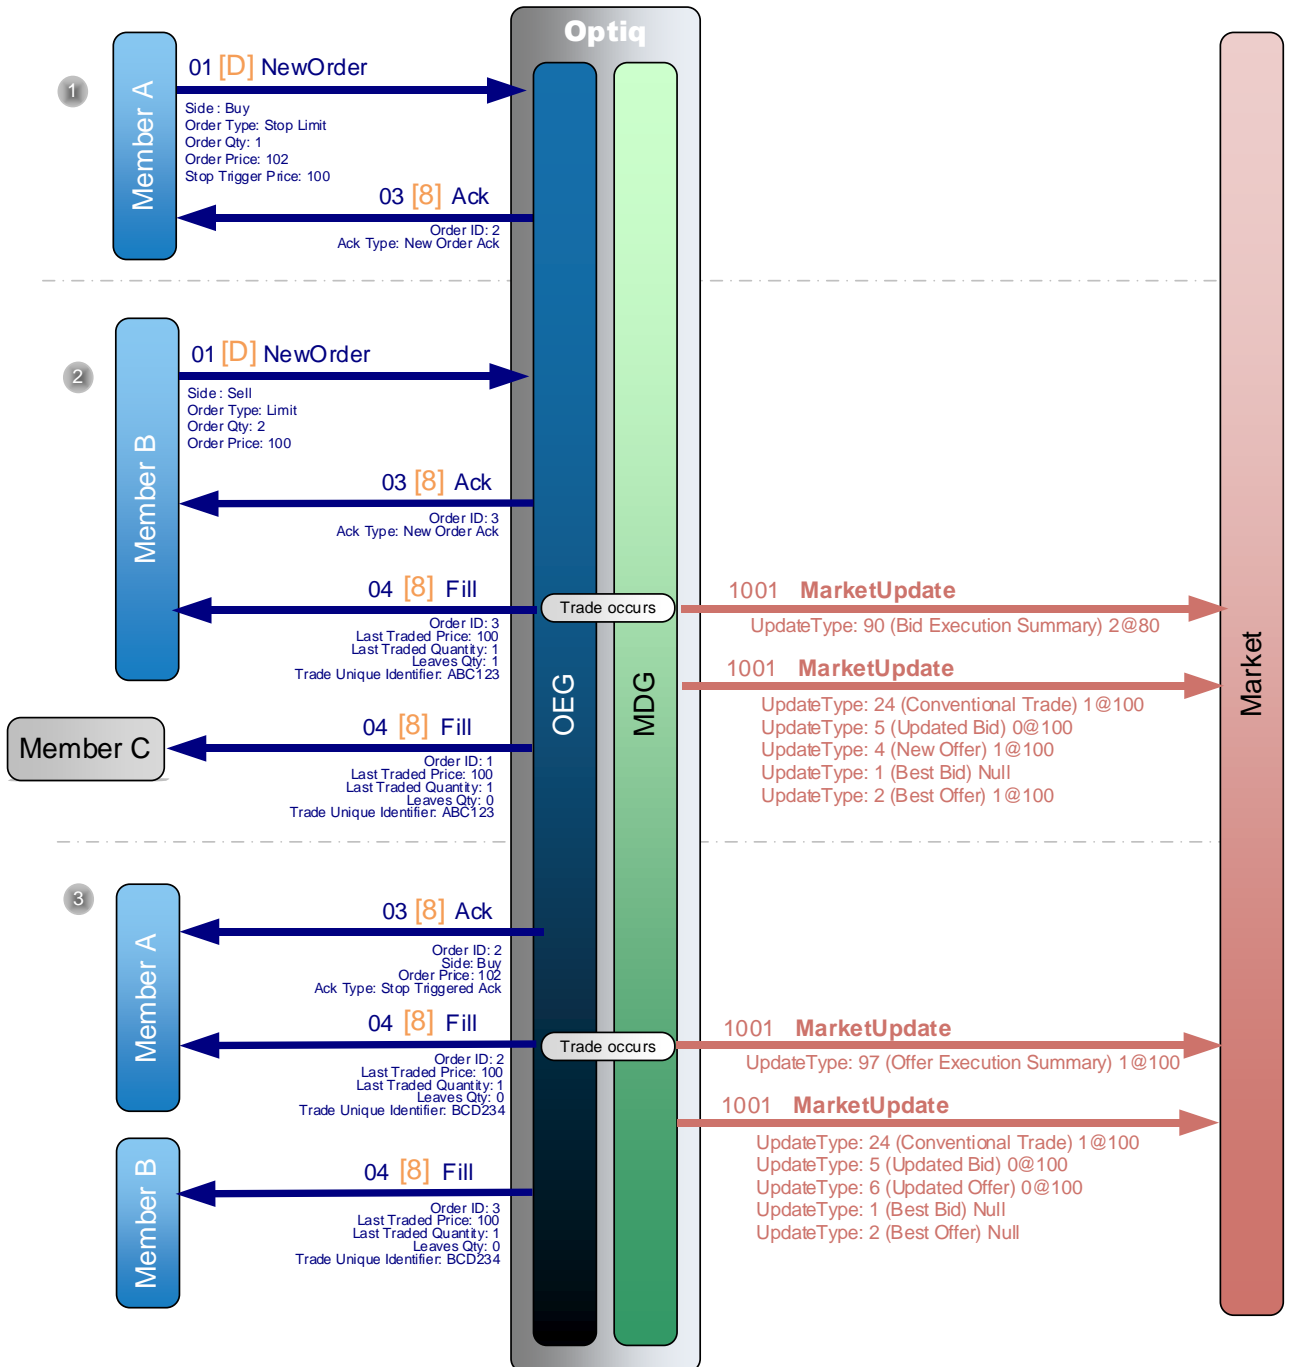 Optiq
1
Member A
01 [D] NewOrder
Side : Buy
Order Type: Stop Limit
Order Qty: 1
Order Price: 102
Stop Trigger Price: 100
03 [8] Ack
Order ID: 2
Ack Type: New Order Ack
2
Member B
01 [D] NewOrder
Side : Sell
Order Type: Limit
Order Qty: 2
Order Price: 100
03 [8] Ack
Order ID: 3
Ack Type: New Order Ack
04 [8] Fill
Order ID: 3
Last Traded Price: 100
Last Traded Quantity: 1
Leaves Qty: 1
Trade Unique Identifier: ABC123
Trade occurs
1001 MarketUpdate
UpdateType: 90 (Bid Execution Summary) 2@80
1001 MarketUpdate
UpdateType: 24 (Conventional Trade) 1@100
UpdateType: 5 (Updated Bid) 0@100
UpdateType: 4 (New Offer) 1@100
UpdateType: 1 (Best Bid) Null
UpdateType: 2 (Best Offer) 1@100
OEG
MDG
Market
Member C
04 [8] Fill
Order ID: 1
Last Traded Price: 100
Last Traded Quantity: 1
Leaves Qty: 0
Trade Unique Identifier: ABC123
3
Member A
03 [8] Ack
Order ID: 2
Side: Buy
Order Price: 102
Ack Type: Stop Triggered Ack
04 [8] Fill
Order ID: 2
Last Traded Price: 100
Last Traded Quantity: 1
Leaves Qty: 0
Trade Unique Identifier: BCD234
Trade occurs
1001 MarketUpdate
UpdateType: 97 (Offer Execution Summary) 1@100
1001 MarketUpdate
UpdateType: 24 (Conventional Trade) 1@100
UpdateType: 5 (Updated Bid) 0@100
UpdateType: 6 (Updated Offer) 0@100
UpdateType: 1 (Best Bid) Null
UpdateType: 2 (Best Offer) Null
Member B
04 [8] Fill
Order ID: 3
Last Traded Price: 100
Last Traded Quantity: 1
Leaves Qty: 0
Trade Unique Identifier: BCD234